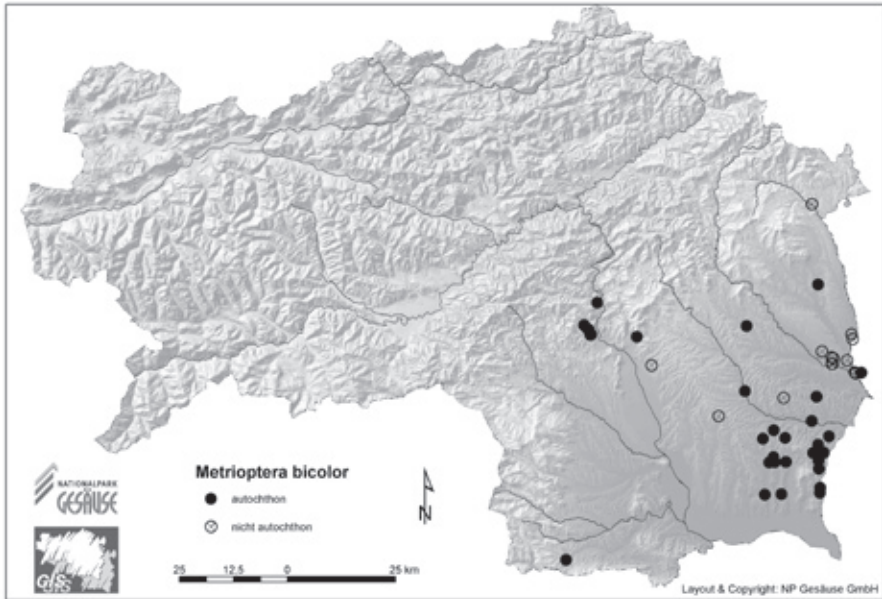 Metrioptera bicolor
autochthon
nicht autochthon
NATIONALPARK
GESÄUSE
GIS
N
25 12,5 0 25 km
Layout & Copyright: NP Gesäuse GmbH